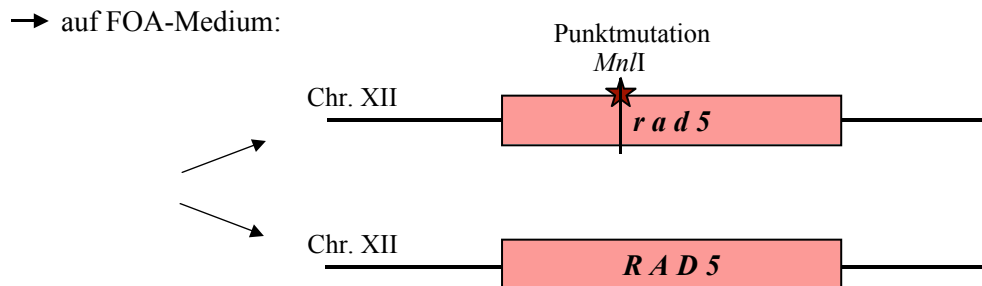 auf FOA-Medium:
Punktmutation
MnlI
Chr. XII
r a d 5
Chr. XII
R A D 5